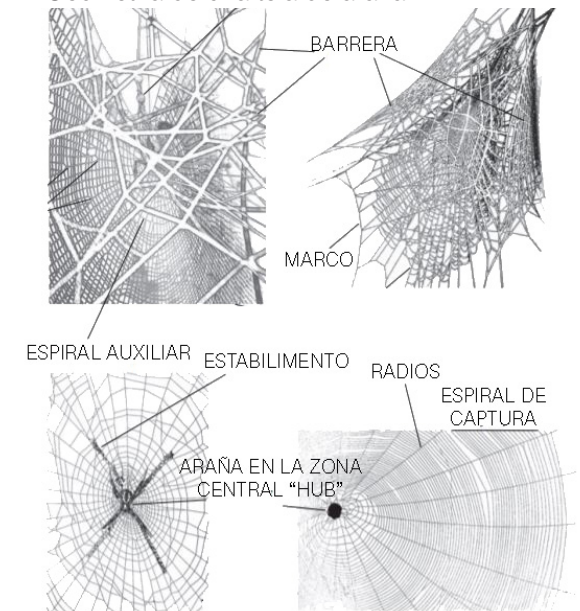 BARRERA
MARCO
ESPIRAL AUXILIAR
ESTABILIMENTO
RADIOS
ESPIRAL DE
CAPTURA
ARAÑA EN LA ZONA
CENTRAL “HUB”